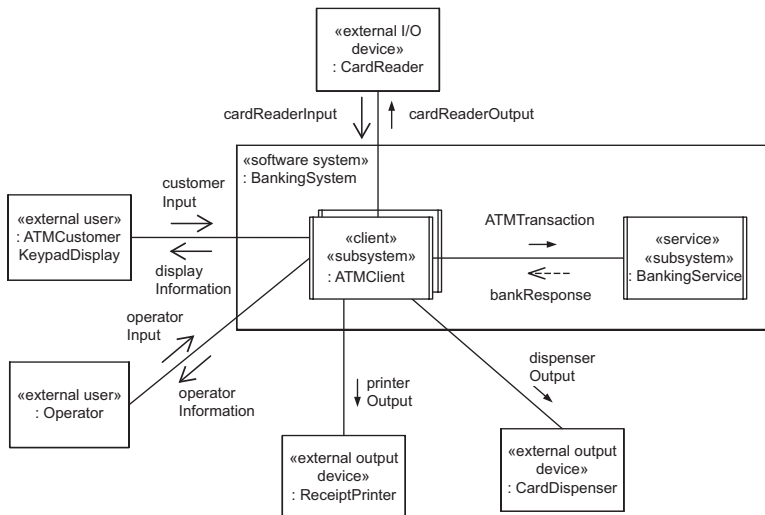 «external I/O
device»
: CardReader
cardReaderInput
cardReaderOutput
«software system»
: BankingSystem
customer
Input
«external user»
: ATMCustomer
KeypadDisplay
display
Information
«client»
«subsystem»
: ATMClient
ATMTransaction
bankResponse
«service»
«subsystem»
: BankingService
operator
Input
operator
Information
«external user»
: Operator
printer
Output
dispenser
Output
«external output
device»
: ReceiptPrinter
«external output
device»
: CardDispenser